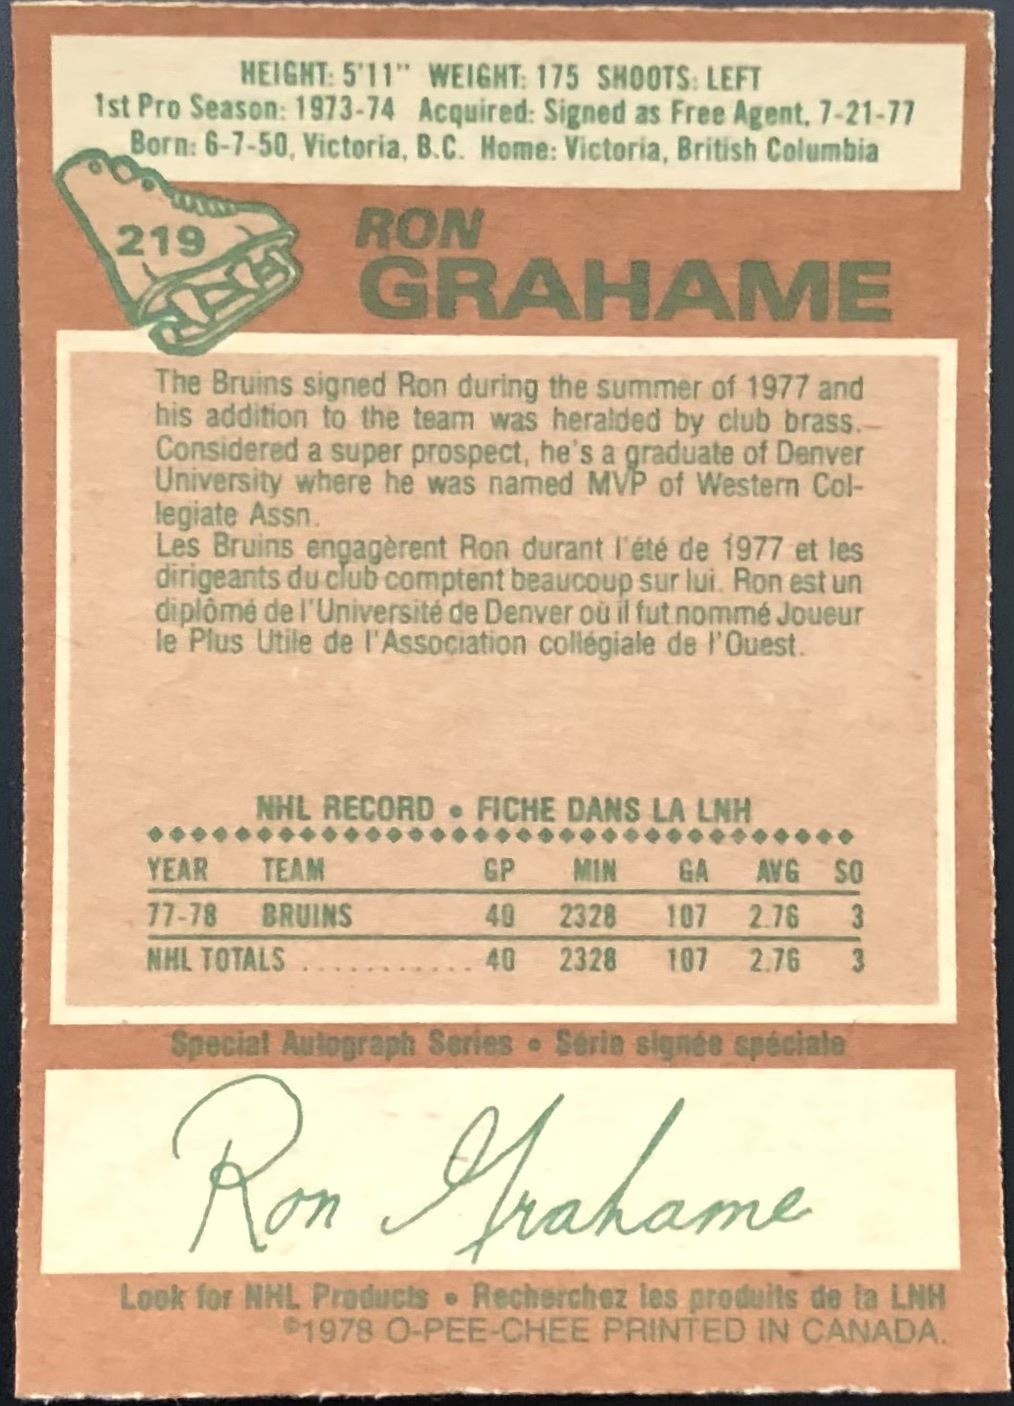 HEIGHT: 5'11" WEIGHT: 175 SHOOTS: LEFT
1st Pro Season: 1973-74 Acquired: Signed as Free Agent, 7-21-77
Born: 6-7-50, Victoria, B.C. Home: Victoria, British Columbia
219
RON
GRAHAME
The Bruins signed Ron during the summer of 1977 and
his addition to the team was heralded by club brass.
Considered a super prospect, he's a graduate of Denver
University where he was named MVP of Western Col-
legiate Assn.
Les Bruins engagèrent Ron durant l'été de 1977 et les
dirigeants du club comptent beaucoup sur lui. Ron est un
diplômé de l'Université de Denver où il fut nommé Joueur
le Plus Utile de l'Association collégiale de l'Ouest.
NHL RECORD • FICHE DANS LA LNH
YEAR TEAM GP MIN GA AVG SO
77-78 BRUINS 40 2328 107 2.76 3
NHL TOTALS ........... 40 2328 107 2.76 3
Special Autograph Series • Série signée spéciale
Ron Grahame
Look for NHL Products • Recherchez les produits de la LNH
©1978 O-PEE-CHEE PRINTED IN CANADA.